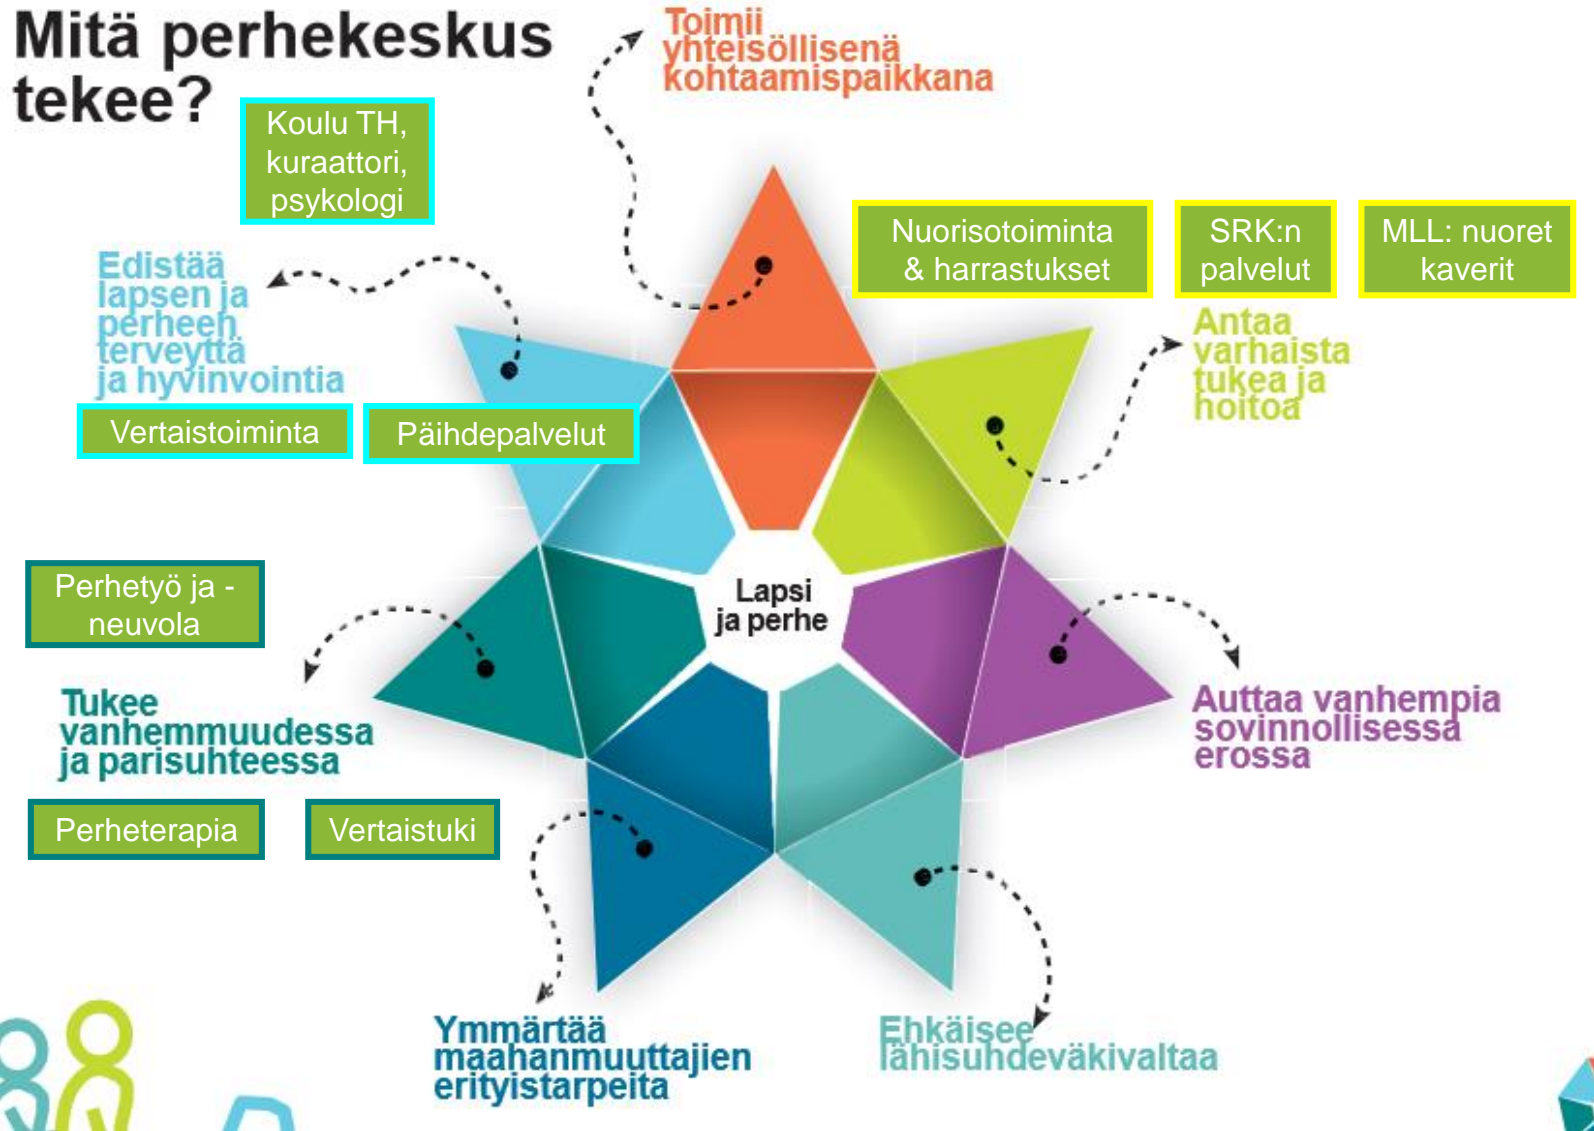 Mitä perhekeskus
tekee?
Toimii
yhteisöllisenä
kohtaamispaikkana
Koulu TH,
kuraattori,
psykologi
Nuorisotoiminta
& harrastukset
SRK:n
palvelut
MLL: nuoret
kaverit
Edistää
lapsen ja
perheen
terveyttä
ja hyvinvointia
Antaa
varhaista
tukea ja
hoitoa
Vertaistoiminta
Päihdepalvelut
Perhetyö ja -
neuvola
Lapsi
ja perhe
Tukee
vanhemmuudessa
ja parisuhteessa
Auttaa vanhempia
sovinnollisessa
erossa
Perheterapia
Vertaistuki
Ymmärtää
maahanmuuttajien
erityistarpeita
Ehkäisee
lähisuhdeväkivaltaa